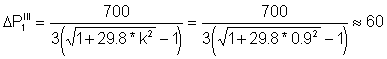 ΔP₁ᴵᴵᴵ = 700 / 3(√(1+29.8*k²) −1) = 700 / 3(√(1+29.8*0.9²) −1) ≈ 60